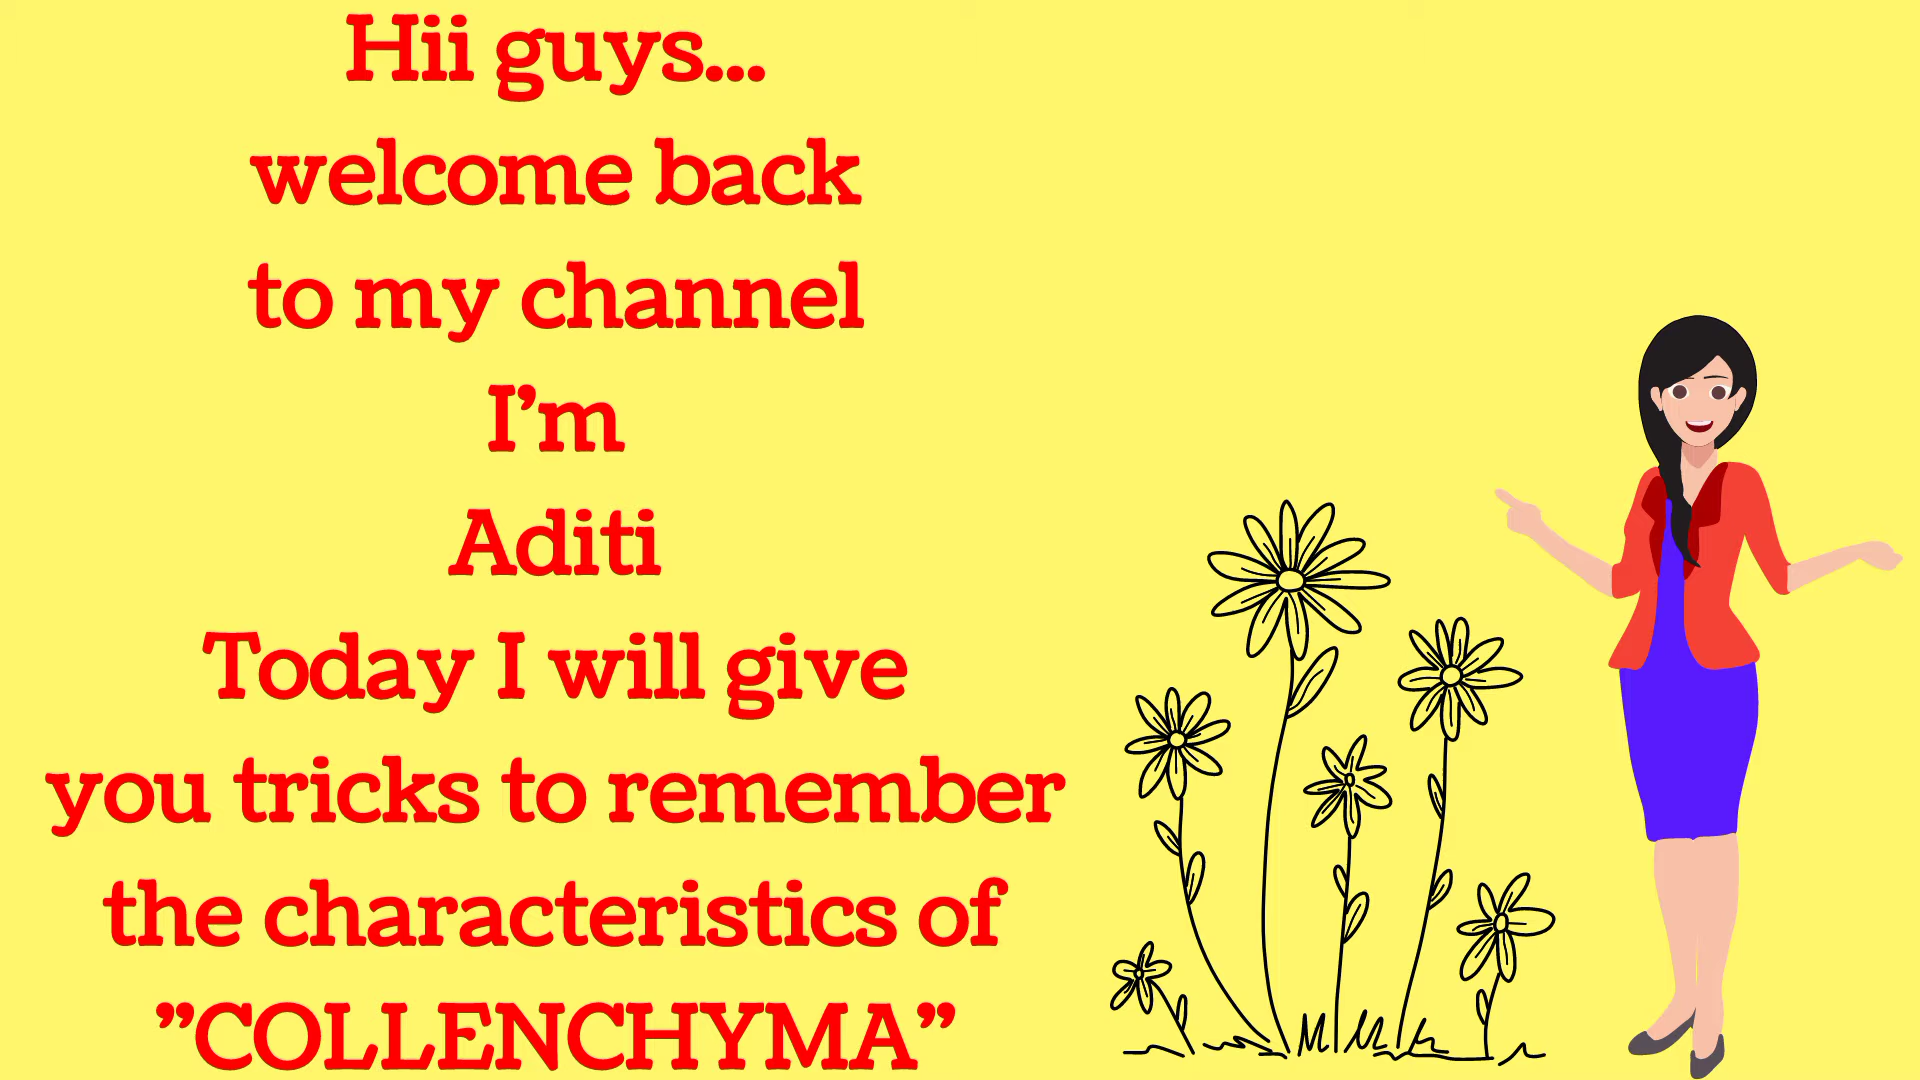 Hii guys...
welcome back
to my channel
I’m
Aditi
Today I will give
you tricks to remember
the characteristics of
”COLLENCHYMA”